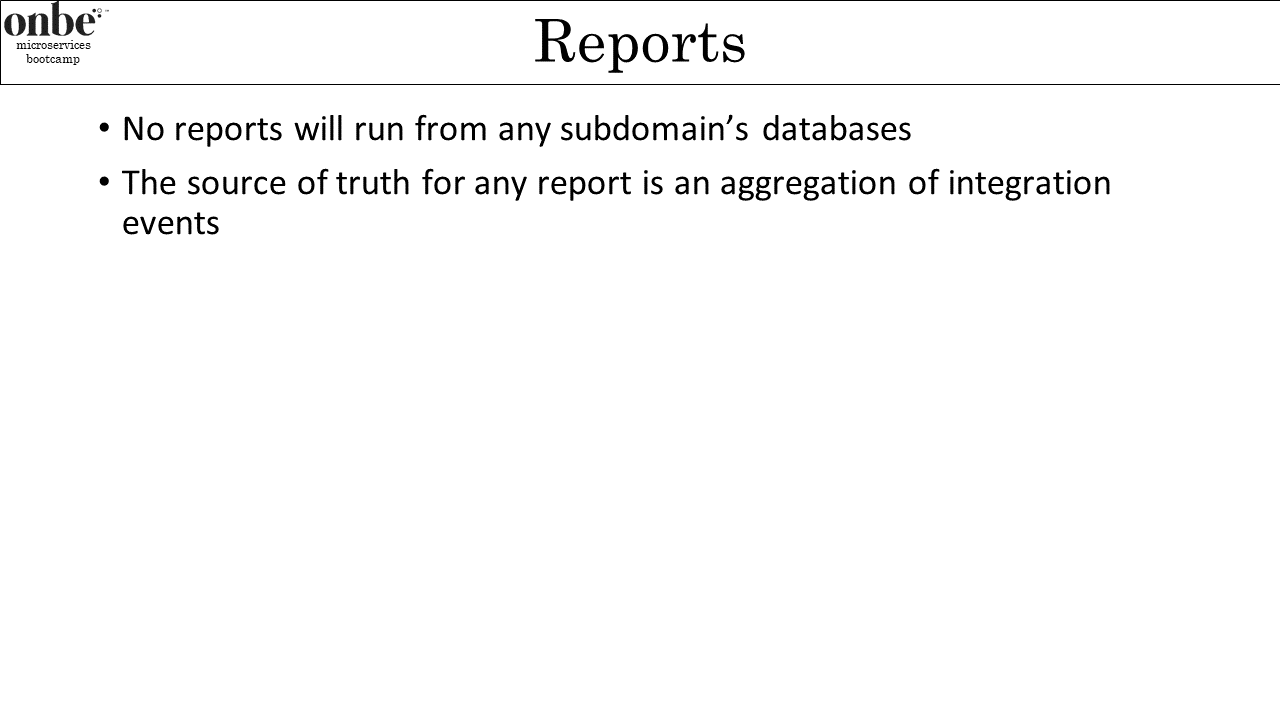 onbe
microservices
bootcamp
Reports
• No reports will run from any subdomain’s databases
• The source of truth for any report is an aggregation of integration
events